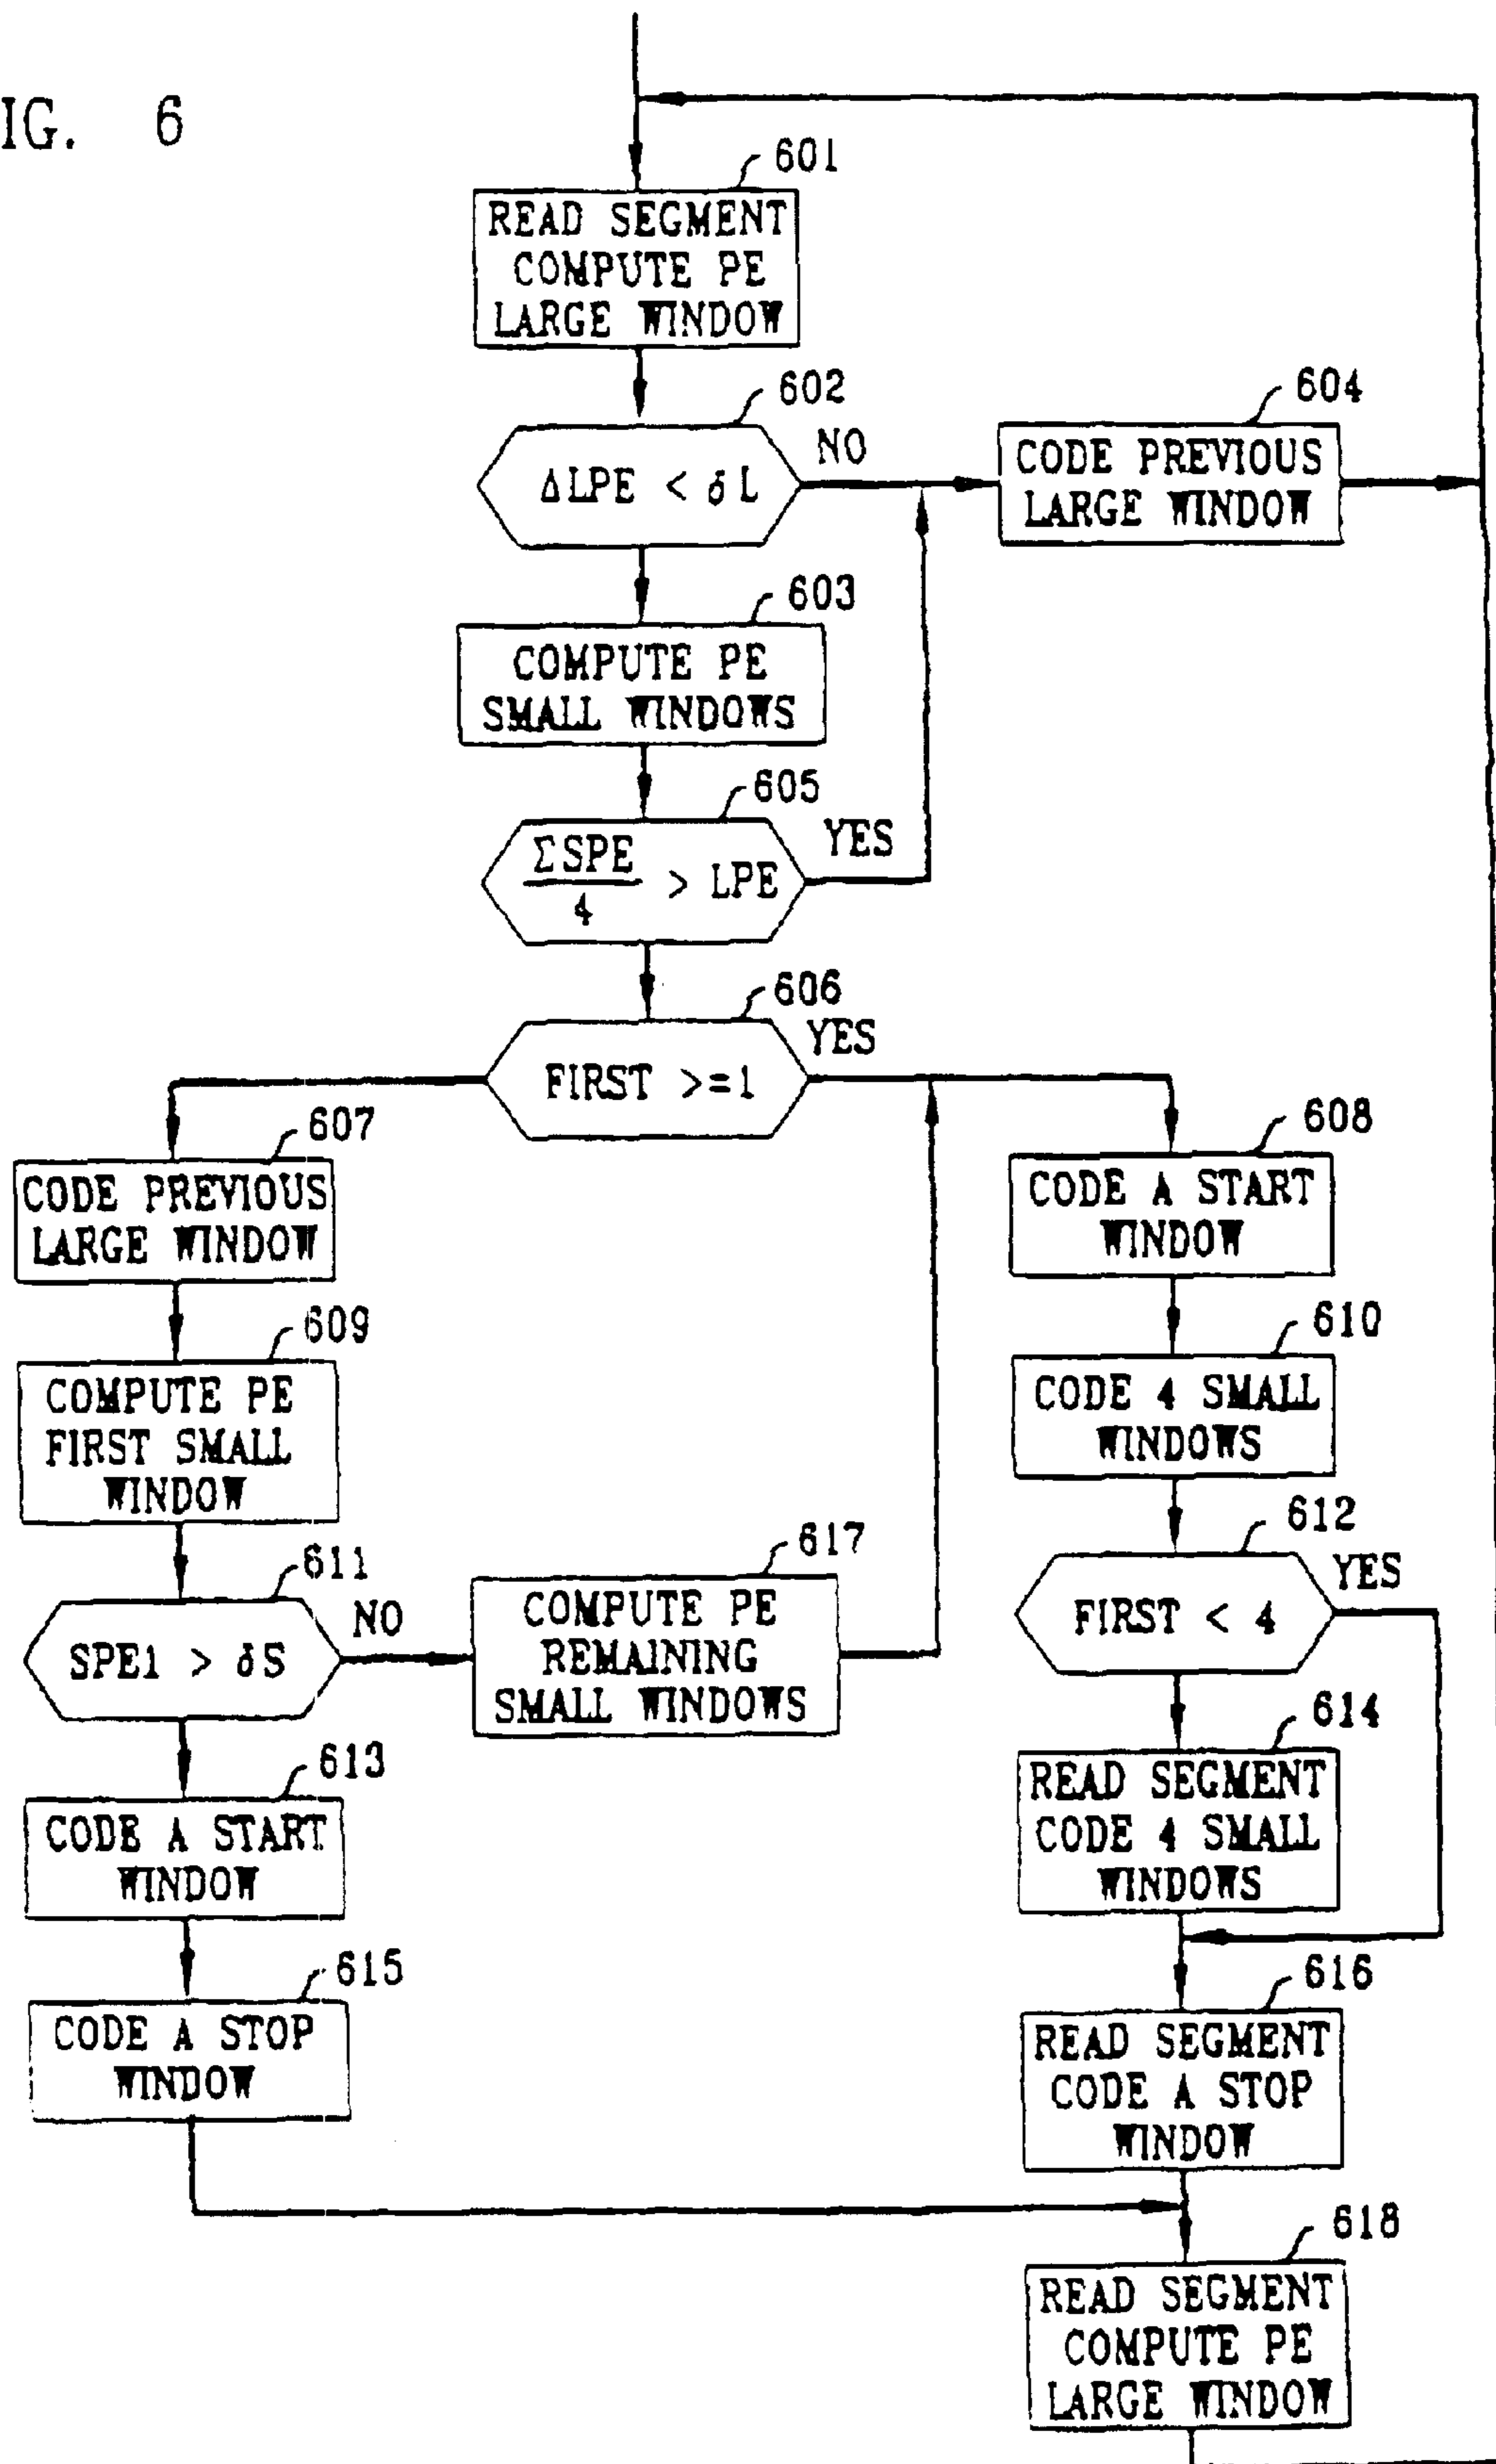 IG. 6
601
READ SEGMENT
COMPUTE PE
LARGE WINDOW
602
ΔLPE < δL
NO
604
CODE PREVIOUS
LARGE WINDOW
603
COMPUTE PE
SMALL WINDOWS
605
ΣSPE
4
> LPE
YES
606
FIRST >=1
YES
607
CODE PREVIOUS
LARGE WINDOW
608
CODE A START
WINDOW
609
COMPUTE PE
FIRST SMALL
WINDOW
610
CODE 4 SMALL
WINDOWS
611
SPE1 > δS
NO
617
COMPUTE PE
REMAINING
SMALL WINDOWS
612
FIRST < 4
YES
613
CODE A START
WINDOW
614
READ SEGMENT
CODE 4 SMALL
WINDOWS
615
CODE A STOP
WINDOW
616
READ SEGMENT
CODE A STOP
WINDOW
618
READ SEGMENT
COMPUTE PE
LARGE WINDOW